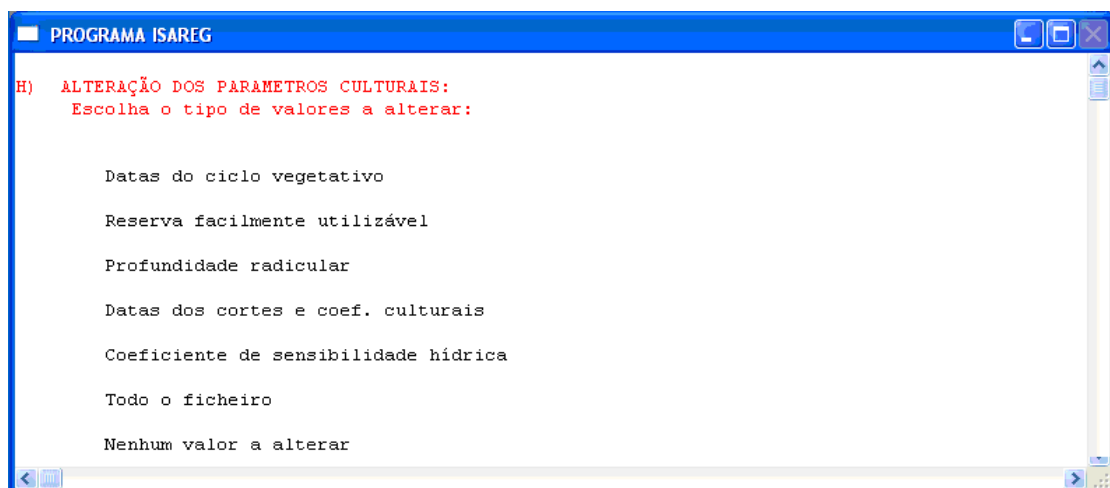 PROGRAMA ISAREG
H) ALTERAÇÃO DOS PARAMETROS CULTURAIS:
Escolha o tipo de valores a alterar:
Datas do ciclo vegetativo
Reserva facilmente utilizável
Profundidade radicular
Datas dos cortes e coef. culturais
Coeficiente de sensibilidade hídrica
Todo o ficheiro
Nenhum valor a alterar